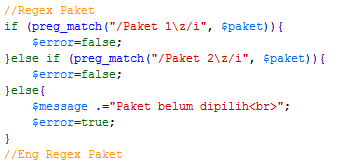 //Regex Paket
if (preg_match("/Paket 1\z/i", $paket)){
    $error=false;
}else if (preg_match("/Paket 2\z/i", $paket)){
    $error=false;
}else{
    $message .="Paket belum dipilih<br>";
    $error=true;
}
//Eng Regex Paket